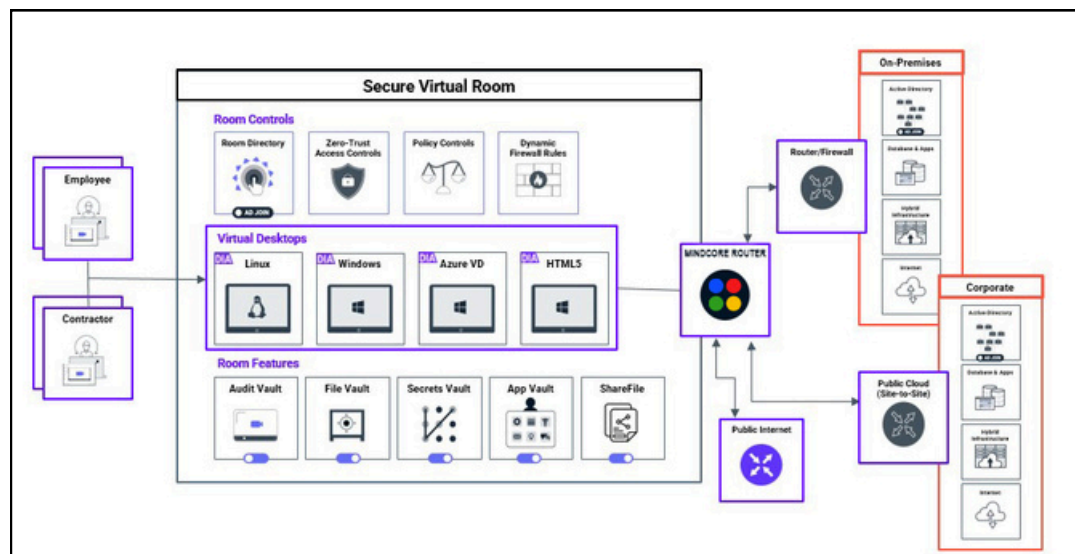 Secure Virtual Room
Room Controls
Room Directory
AD JOIN
Zero-Trust
Access Controls
Policy Controls
Dynamic
Firewall Rules
Employee
Contractor
Virtual Desktops
DIA
Linux
DIA
Windows
DIA
Azure VD
DIA
HTML5
Room Features
Audit Vault
File Vault
Secrets Vault
App Vault
ShareFile
MINDCORE ROUTER
Router/Firewall
Public Internet
Public Cloud
(Site-to-Site)
On-Premises
Active Directory
AD JOIN
Database & Apps
Hybrid
Infrastructure
Internet
Corporate
Active Directory
AD JOIN
Database & Apps
Hybrid
Infrastructure
Internet